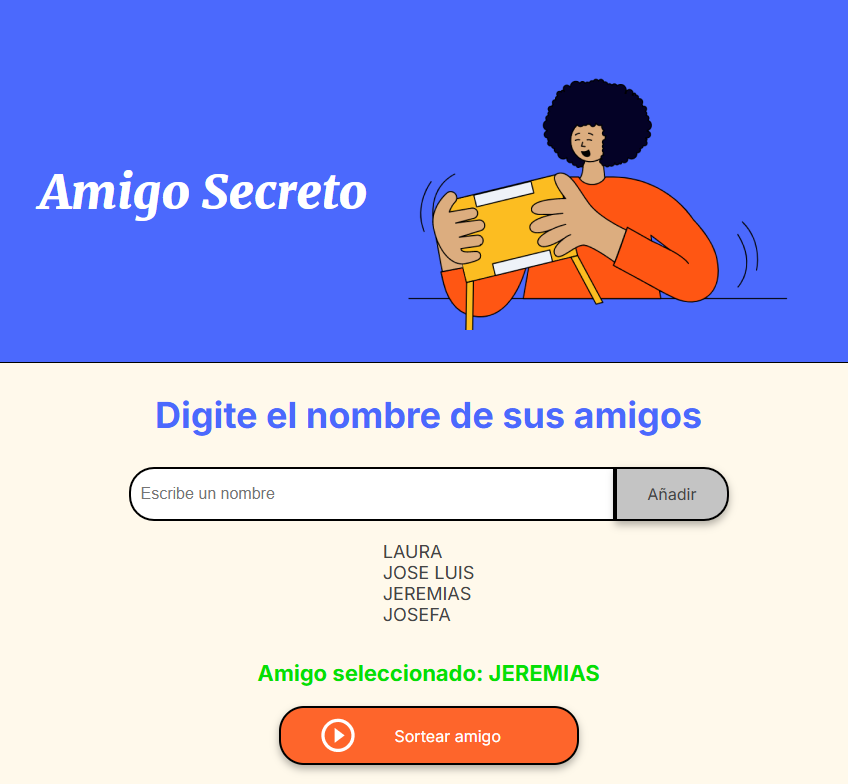 Amigo Secreto
Digite el nombre de sus amigos
Escribe un nombre
Añadir
LAURA
JOSE LUIS
JEREMIAS
JOSEFA
Amigo seleccionado: JEREMIAS
Sortear amigo